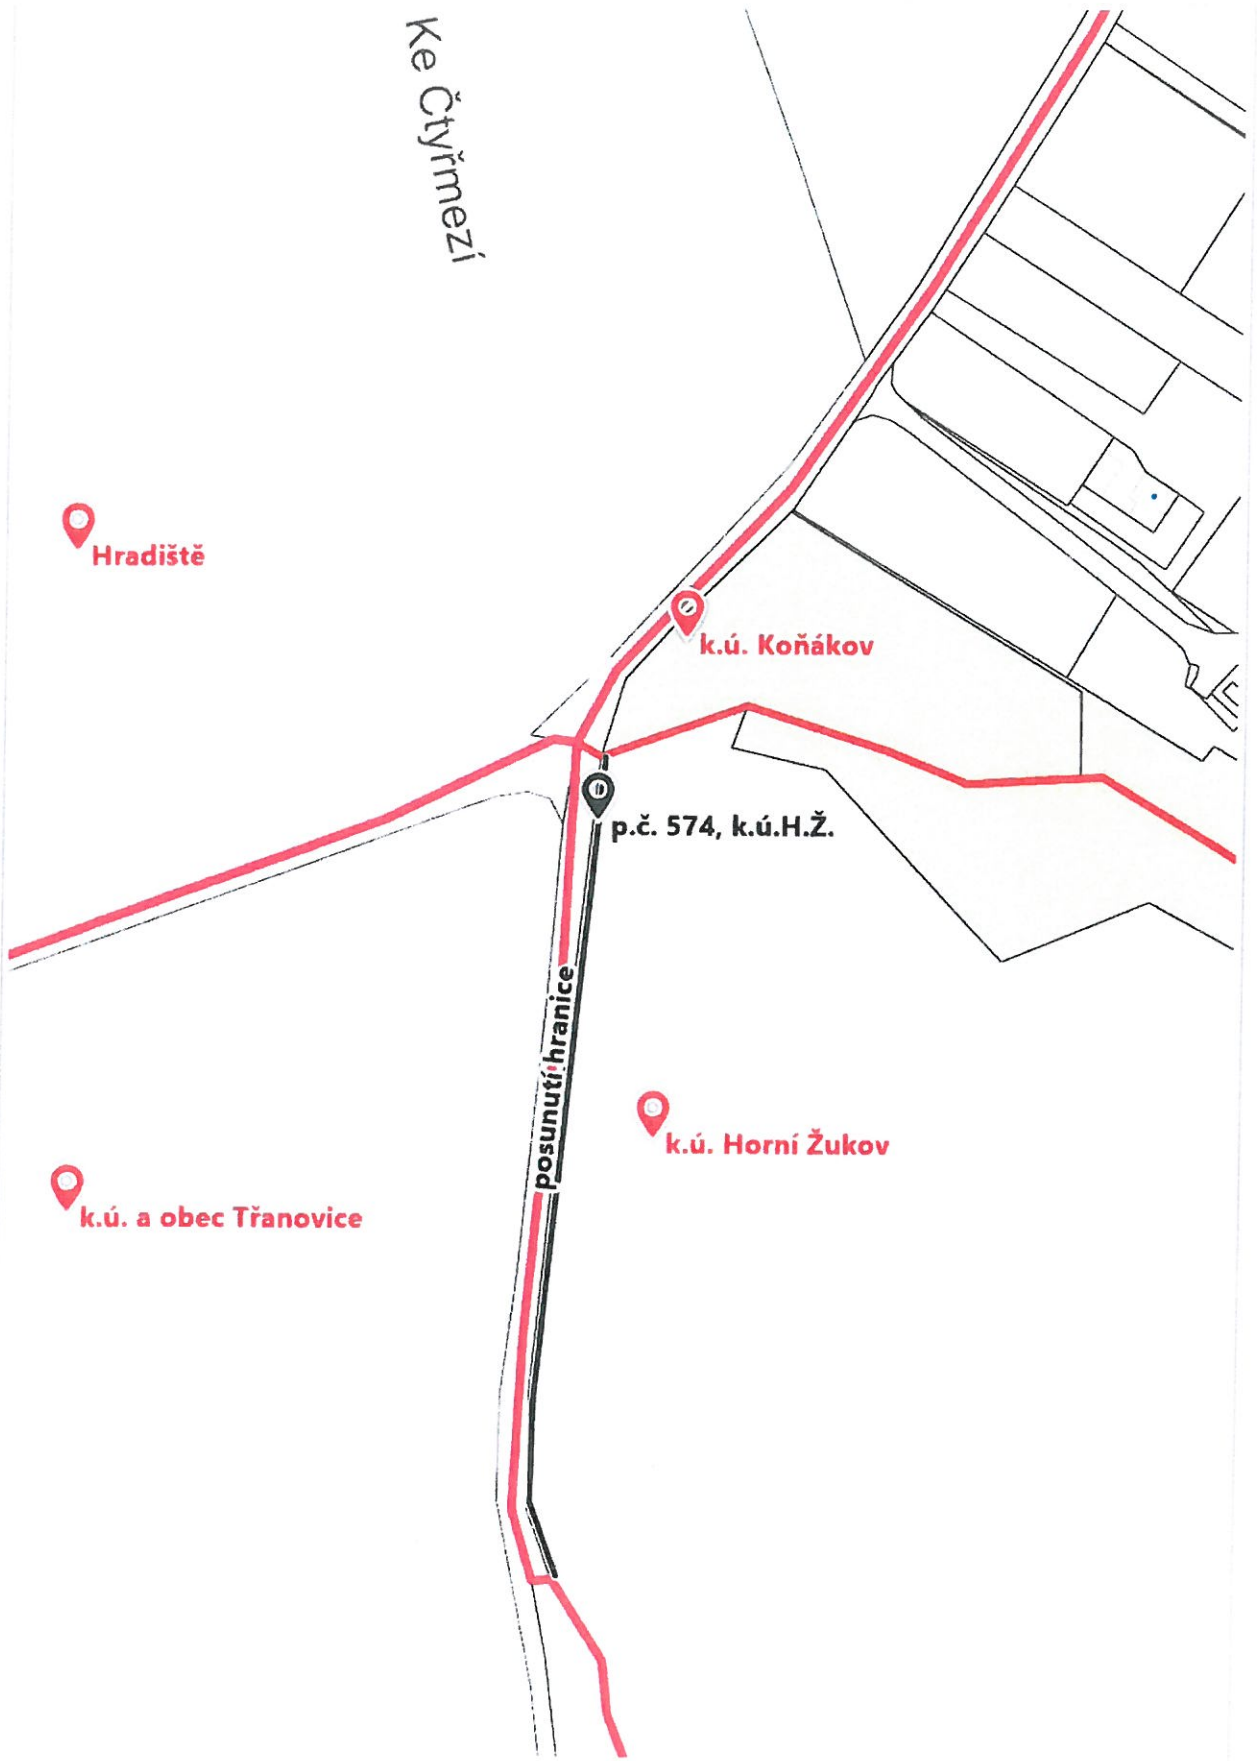 Ke Čtyřmezí
Hradiště
k.ú. Koňákov
p.č. 574, k.ú.H.Ž.
posunutí hranice
k.ú. Horní Žukov
k.ú. a obec Třanovice